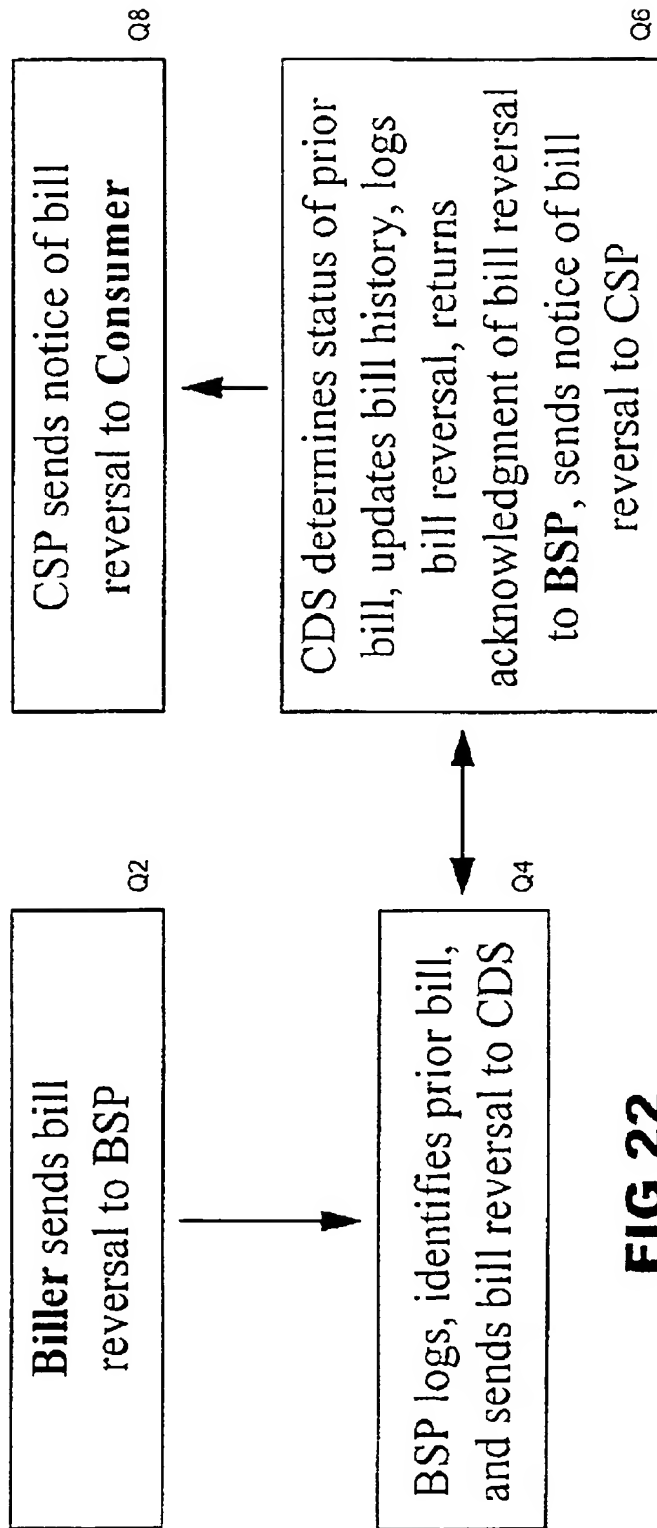 Biller sends bill
reversal to BSP
Q2
BSP logs, identifies prior bill,
and sends bill reversal to CDS
Q4
CDS determines status of prior
bill, updates bill history, logs
bill reversal, returns
acknowledgment of bill reversal
to BSP, sends notice of bill
reversal to CSP
Q6
CSP sends notice of bill
reversal to Consumer
Q8
FIG 22